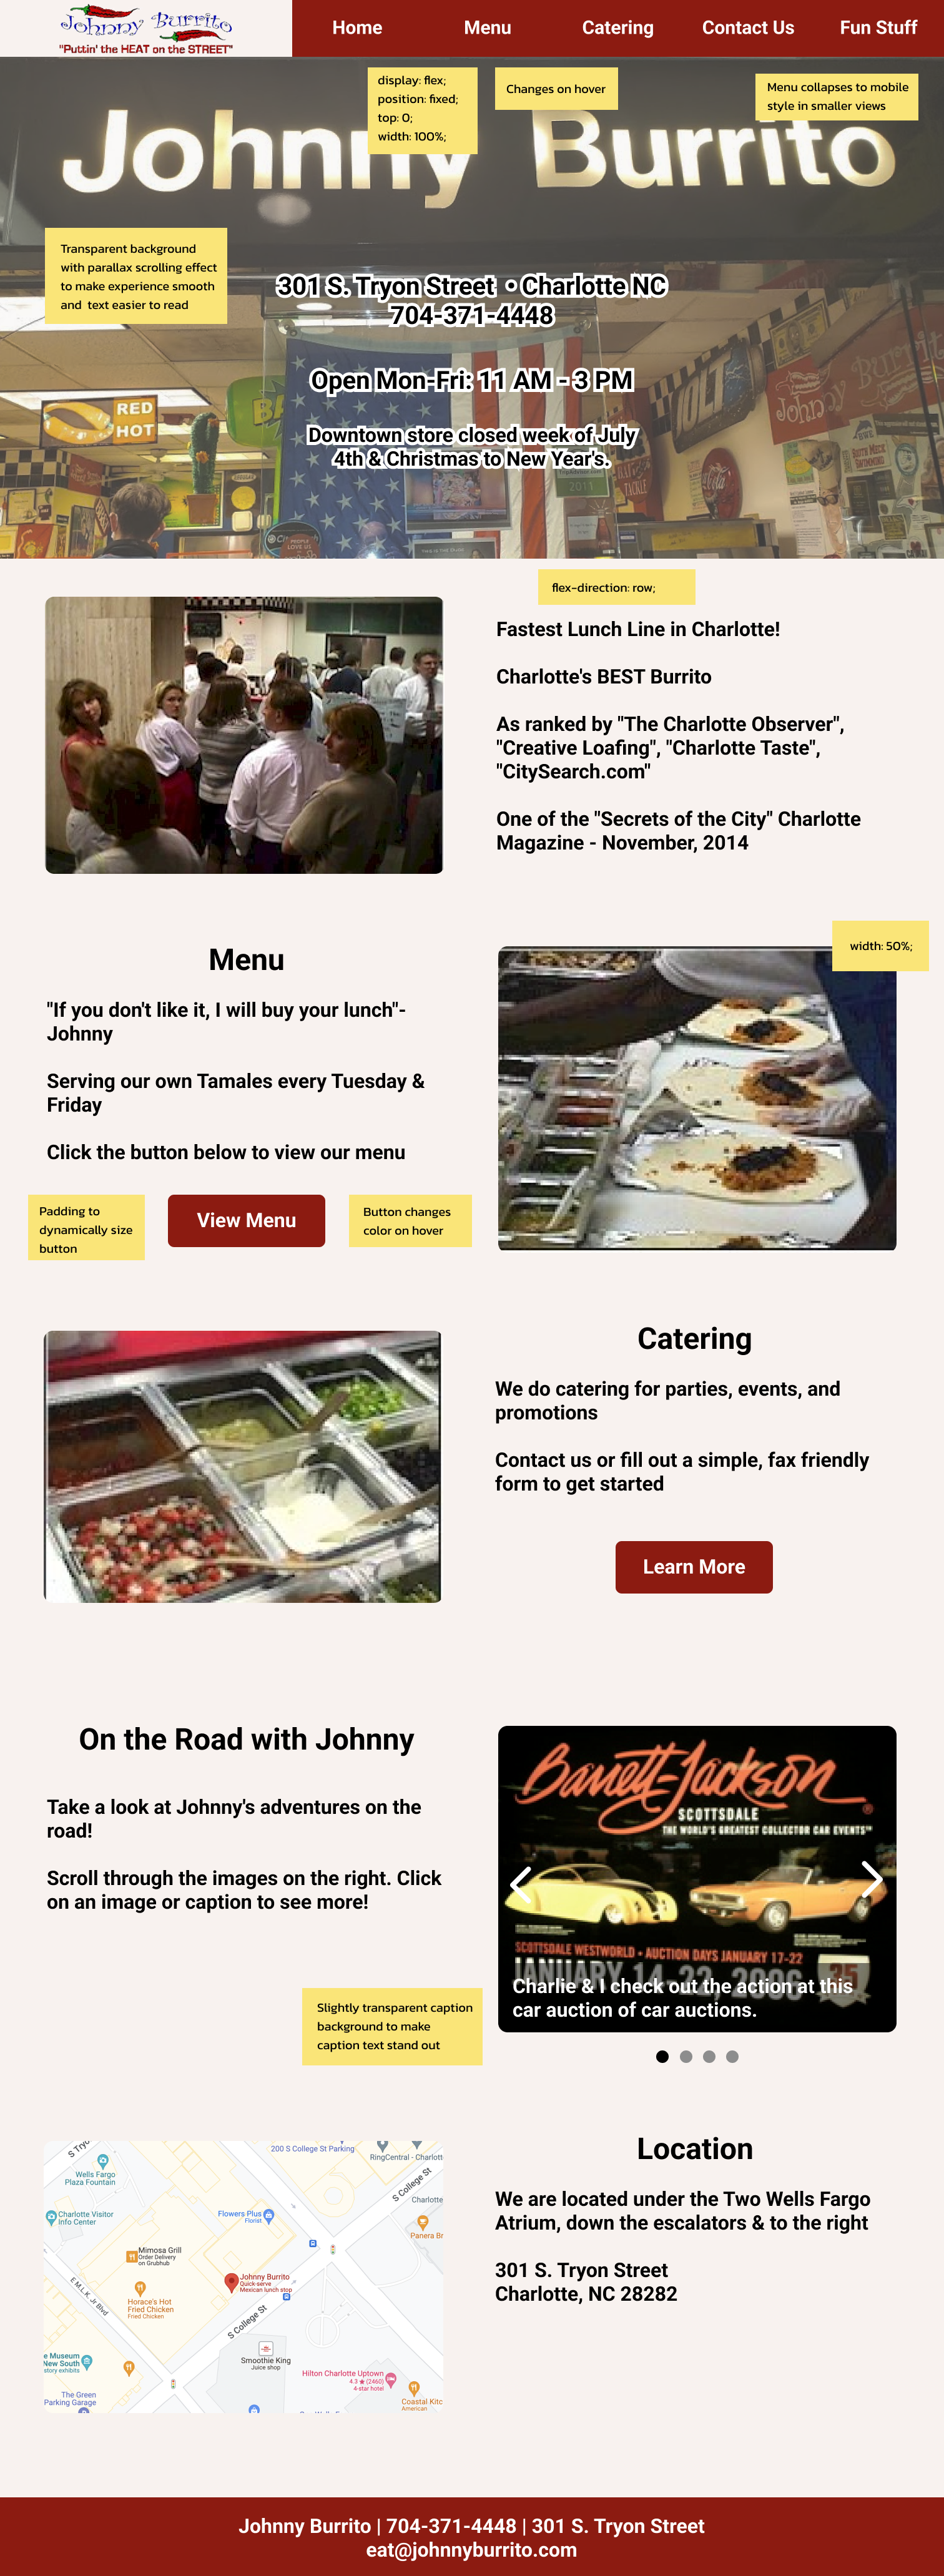 Johnny Burrito
"Puttin' the HEAT on the STREET"
Home Menu Catering Contact Us Fun Stuff
display: flex;
position: fixed;
top: 0;
width: 100%;
Changes on hover
Menu collapses to mobile
style in smaller views
Johnny Burrito
Transparent background
with parallax scrolling effect
to make experience smooth
and text easier to read
301 S. Tryon Street • Charlotte NC
704-371-4448
Open Mon-Fri: 11 AM - 3 PM
RED
HOT
Johnny
Downtown store closed week of July
4th & Christmas to New Year's.
2011
flex-direction: row;
Fastest Lunch Line in Charlotte!
Charlotte's BEST Burrito
As ranked by "The Charlotte Observer",
"Creative Loafing", "Charlotte Taste",
"CitySearch.com"
One of the "Secrets of the City" Charlotte
Magazine - November, 2014
width: 50%;
Menu
"If you don't like it, I will buy your lunch"-
Johnny
Serving our own Tamales every Tuesday &
Friday
Click the button below to view our menu
Padding to
dynamically size
button
View Menu
Button changes
color on hover
Catering
We do catering for parties, events, and
promotions
Contact us or fill out a simple, fax friendly
form to get started
Learn More
On the Road with Johnny
Take a look at Johnny's adventures on the
road!
Scroll through the images on the right. Click
on an image or caption to see more!
Barrett-Jackson
SCOTTSDALE
THE WORLD'S GREATEST COLLECTOR CAR EVENTS™
SCOTTSDALE WESTWORLD • AUCTION DAYS JANUARY 17-22
JANUARY 14-22, 2006
35
Charlie & I check out the action at this
car auction of car auctions.
Slightly transparent caption
background to make
caption text stand out
S Tryo
200 S College St Parking
RingCentral - Charlott
Wells Fargo
Plaza Fountain
S College St
Charlotte
Charlotte Visitor
Info Center
Flowers Plus
Florist
Panera Br
Mimosa Grill
Order Delivery
on Grubhub
Johnny Burrito
Quick-serve
Mexican lunch stop
E M.L.K. Jr Blvd
Horace's Hot
Fried Chicken
Fried Chicken
S College St
e Museum
New South
story exhibits
Smoothie King
Juice shop
Hilton Charlotte Uptown
4.3 ★ (2460)
4-star hotel
The Green
Parking Garage
Coastal Kitc
American
Location
We are located under the Two Wells Fargo
Atrium, down the escalators & to the right
301 S. Tryon Street
Charlotte, NC 28282
Johnny Burrito | 704-371-4448 | 301 S. Tryon Street
eat@johnnyburrito.com